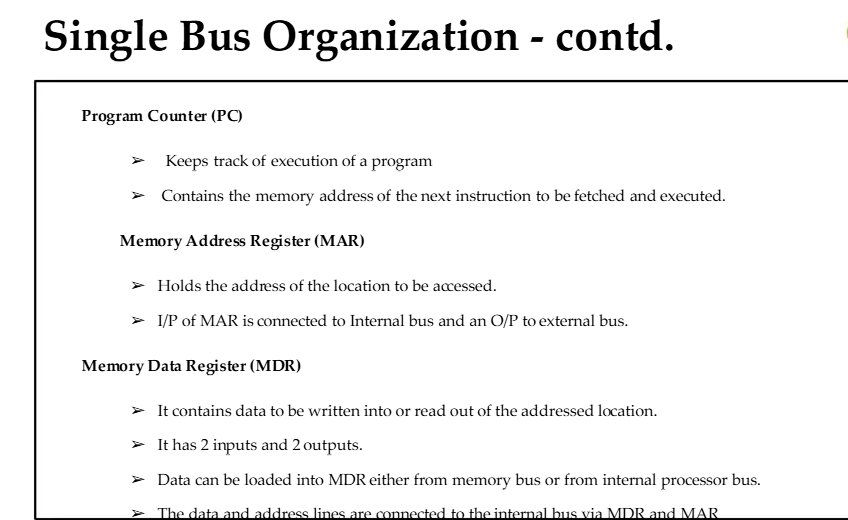 Single Bus Organization - contd.
Program Counter (PC)
➢ Keeps track of execution of a program
➢ Contains the memory address of the next instruction to be fetched and executed.
Memory Address Register (MAR)
➢ Holds the address of the location to be accessed.
➢ I/P of MAR is connected to Internal bus and an O/P to external bus.
Memory Data Register (MDR)
➢ It contains data to be written into or read out of the addressed location.
➢ It has 2 inputs and 2 outputs.
➢ Data can be loaded into MDR either from memory bus or from internal processor bus.
➢ The data and address lines are connected to the internal bus via MDR and MAR